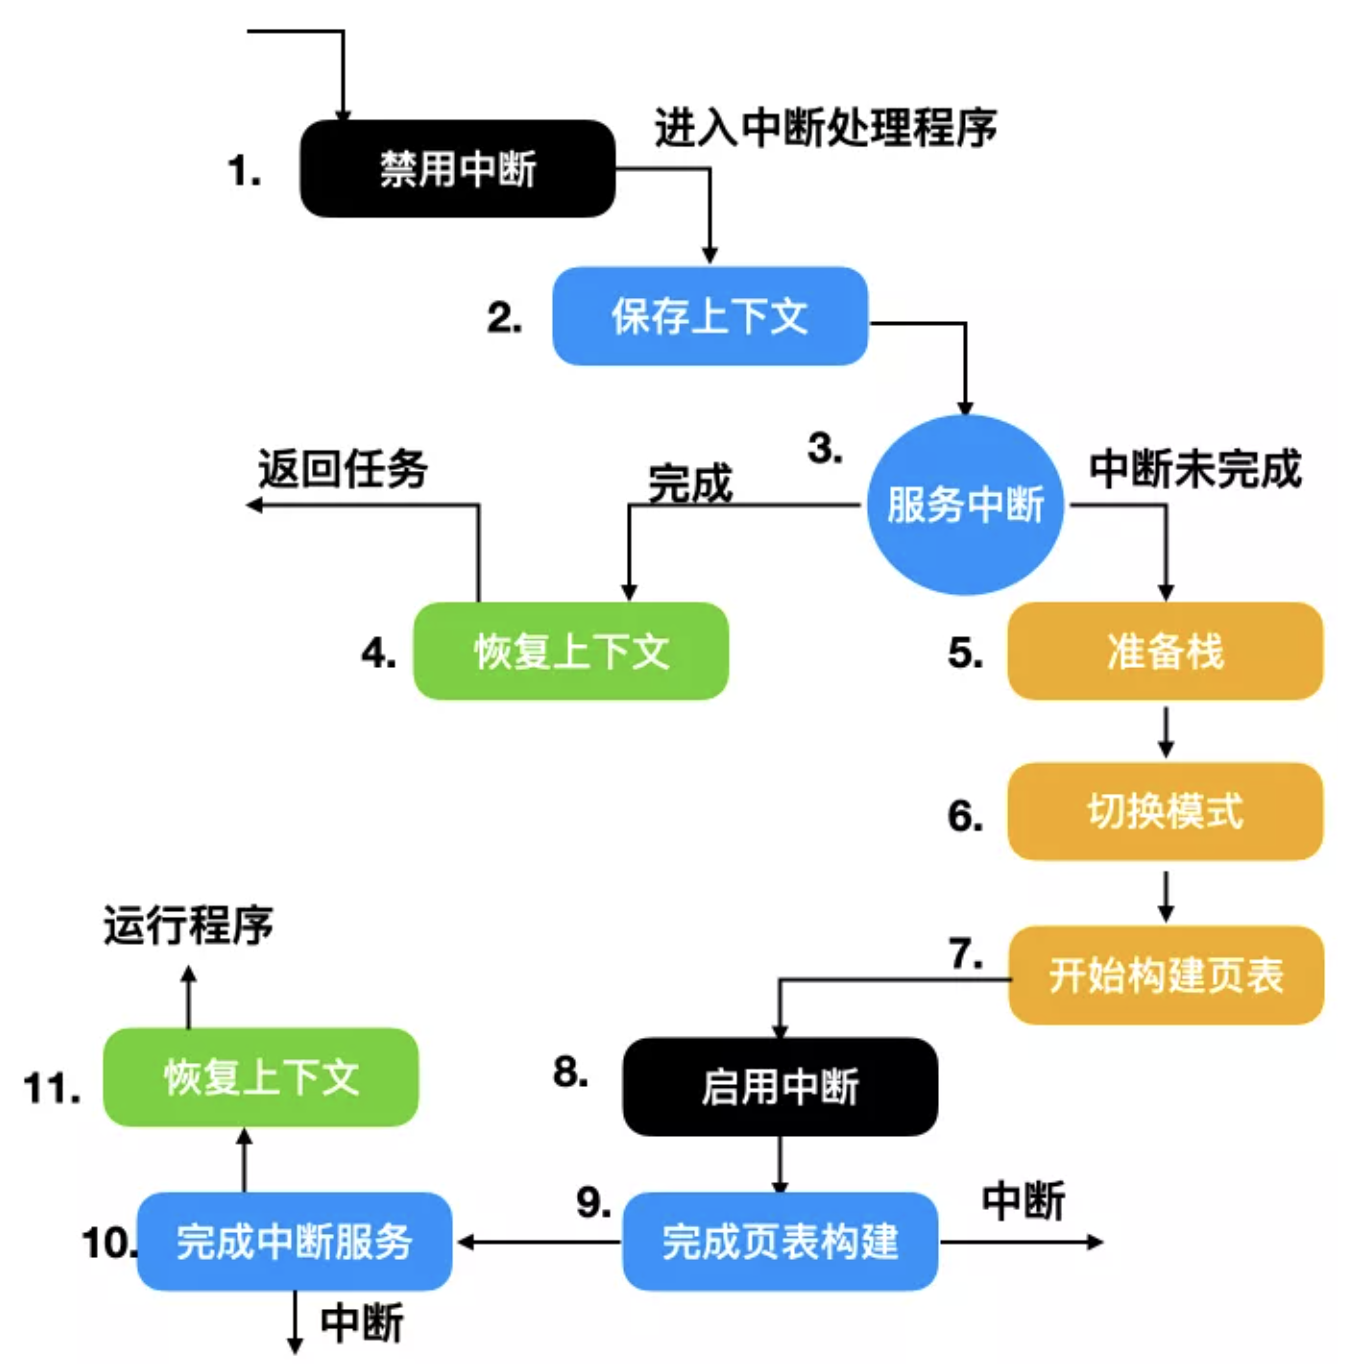 进入中断处理程序
1.
禁用中断
2.
保存上下文
3.
服务中断
返回任务
完成
中断未完成
4.
恢复上下文
5.
准备栈
6.
切换模式
7.
开始构建页表
运行程序
8.
启用中断
11.
恢复上下文
9.
完成页表构建
中断
10.
完成中断服务
中断